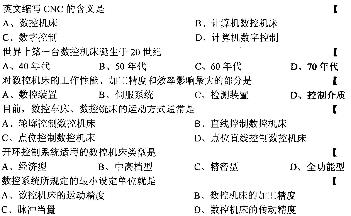 英文缩写 CNC 的含义是 【
A、数控机床 B、计算机数控机床
C、数字控制 D、计算机数字控制
世界上第一台数控机床诞生于 20 世纪 【
A、40 年代 B、50 年代 C、60 年代 D、70 年代
对数控机床的工作性能、加工精度和效率影响最大的部分是 【
A、数控装置 B、伺服系统 C、检测装置 D、控制介质
目前，数控车床、数控铣床的运动方式通常是 【
A、轮廓控制数控机床 B、直线控制数控机床
C、点位控制数控机床 D、点位直线控制数控机床
开环控制系统适用的数控机床类型是 【
A、经济型 B、中高档型 C、精密型 D、全功能型
数控系统所规定的最小设定单位就是 【
A、数控机床的运动精度 B、数控机床的加工精度
C、脉冲当量 D、数控机床的传动精度